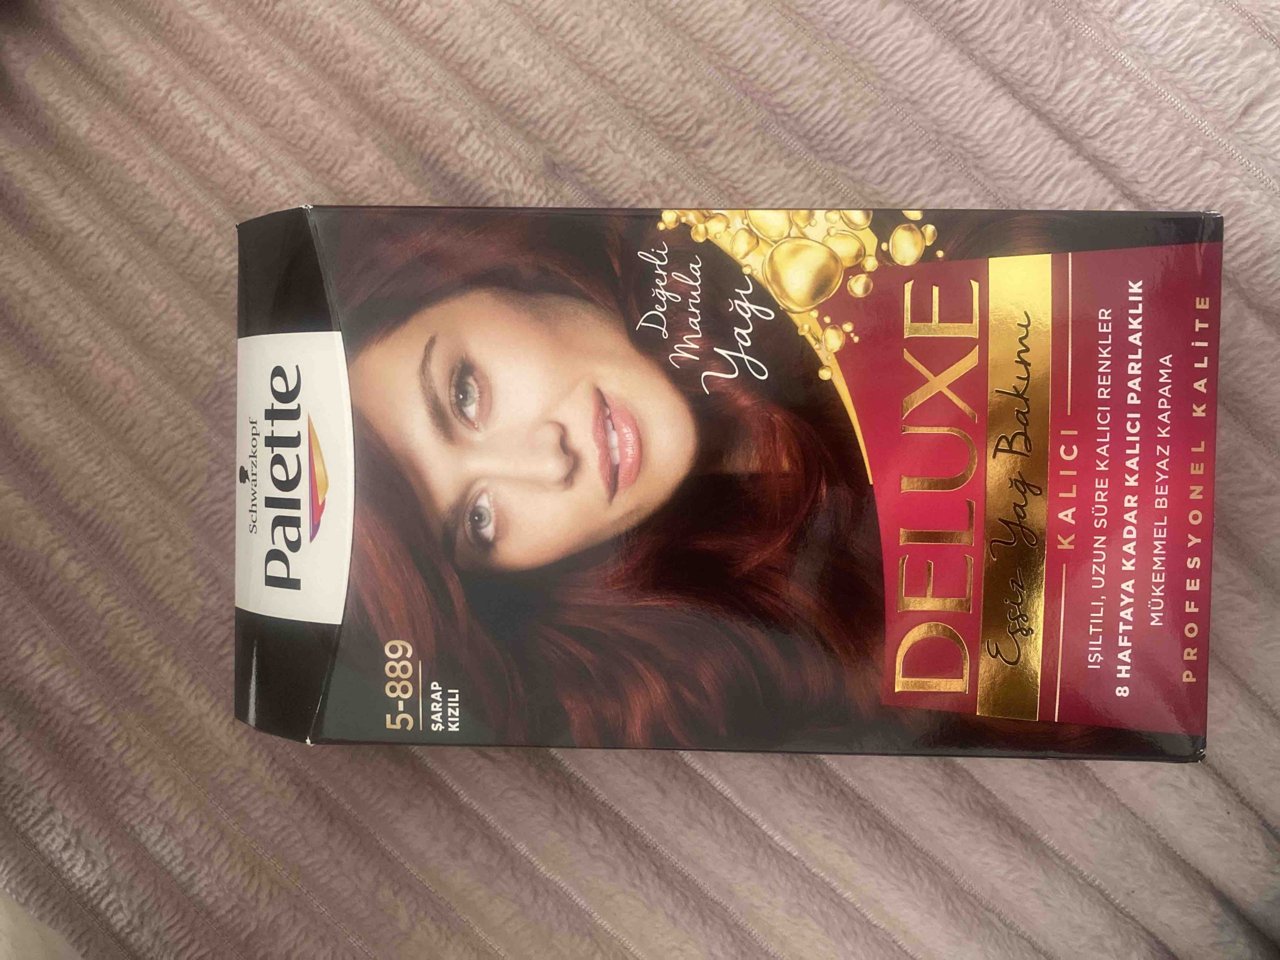 Schwarzkopf
Palette
5-889
ŞARAP
KIZILI
Değerli
Marula
Yağı
DELUXE
Eşsiz Yağ Bakımı
KALICI
IŞILTILI, UZUN SÜRE KALICI RENKLER
8 HAFTAYA KADAR KALICI PARLAKLIK
MÜKEMMEL BEYAZ KAPAMA
PROFESYONEL KALİTE